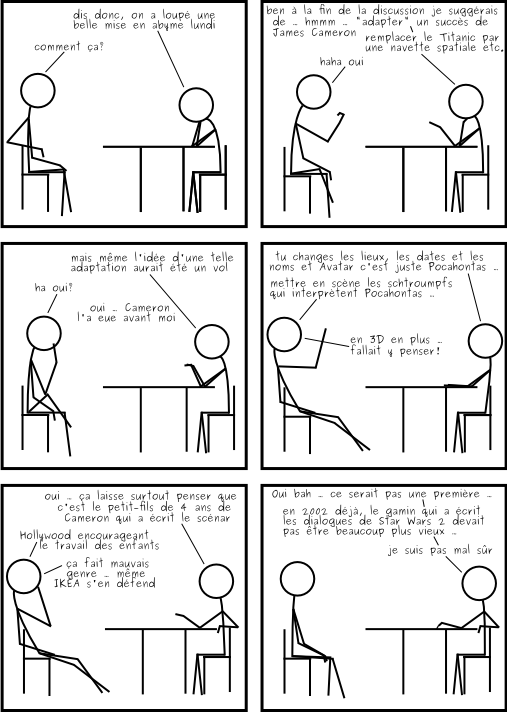 dis donc, on a loupé une
belle mise en abyme lundi
comment ça?
ben à la fin de la discussion je suggérais
de … hmmm … "adapter" un succès de
James Cameron
remplacer le Titanic par
une navette spatiale etc.
haha oui
mais même l'idée d'une telle
adaptation aurait été un vol
ha oui?
oui … Cameron
l'a eue avant moi
tu changes les lieux, les dates et les
noms et Avatar c'est juste Pocahontas …
mettre en scène les schtroumpfs
qui interprètent Pocahontas …
en 3D en plus …
fallait y penser!
oui … ça laisse surtout penser que
c'est le petit-fils de 4 ans de
Cameron qui a écrit le scénar
Hollywood encourageant
le travail des enfants
ça fait mauvais
genre … même
IKEA s'en défend
Oui bah … ce serait pas une première …
en 2002 déjà, le gamin qui a écrit
les dialogues de Star Wars 2 devait
pas être beaucoup plus vieux …
je suis pas mal sûr